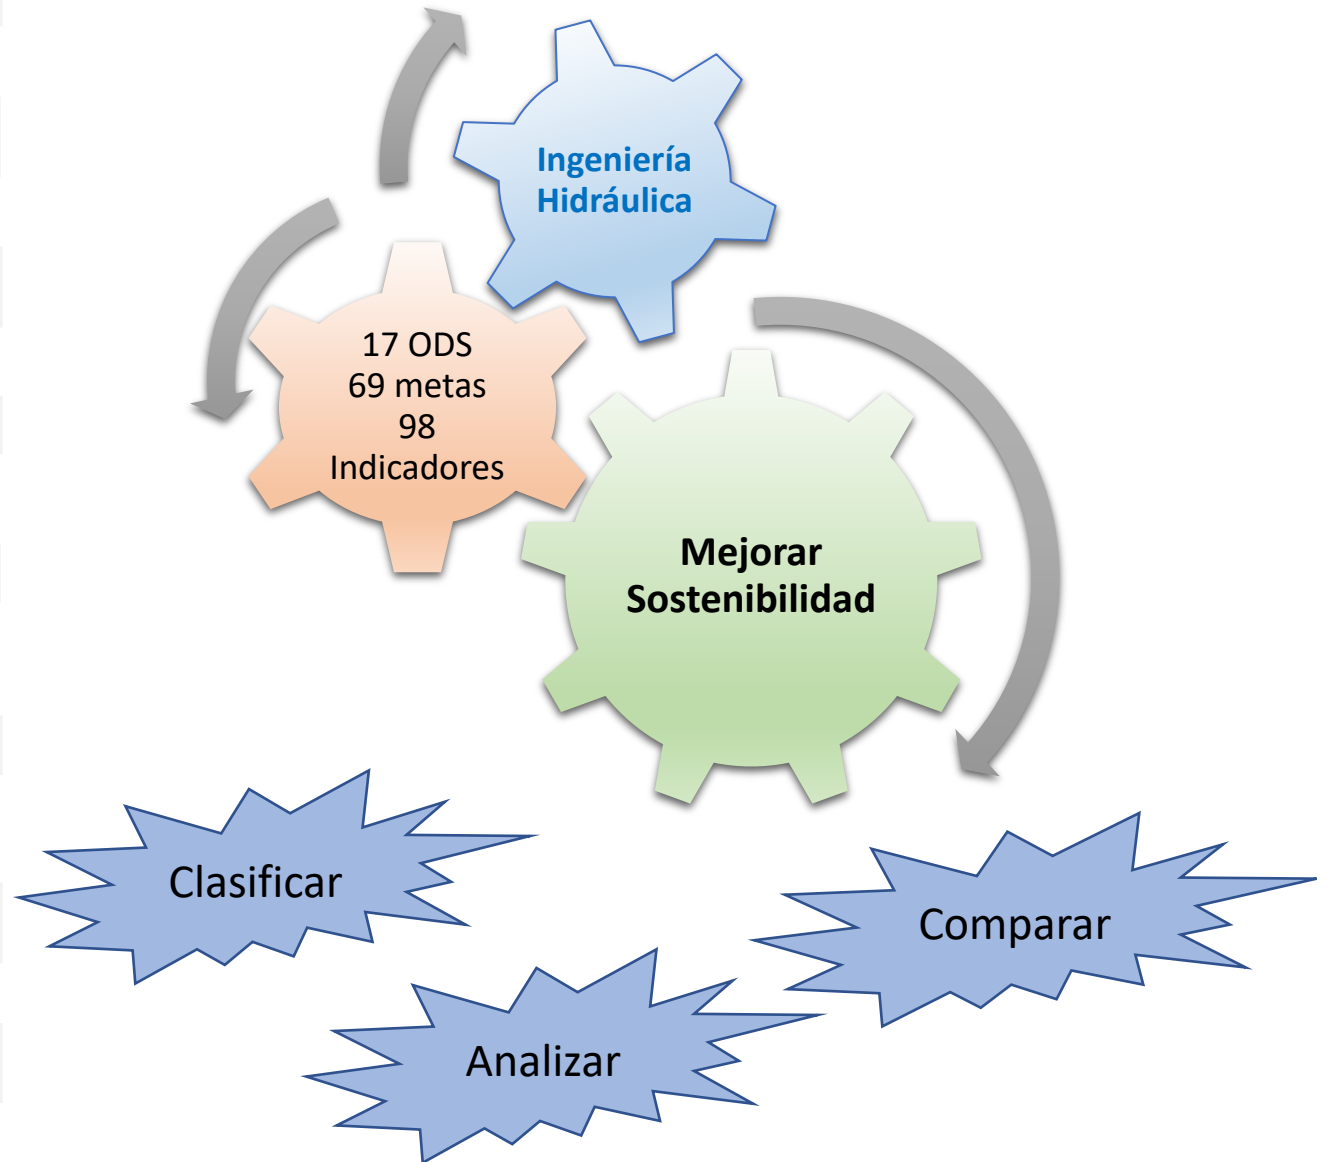 Ingeniería
Hidráulica
17 ODS
69 metas
98
Indicadores
Mejorar
Sostenibilidad
Clasificar
Comparar
Analizar